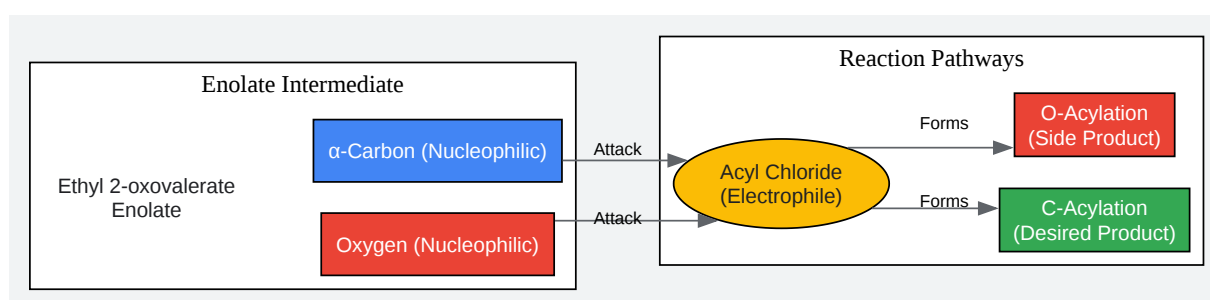 Enolate Intermediate
Ethyl 2-oxovalerate
Enolate
α-Carbon (Nucleophilic)
Oxygen (Nucleophilic)
Attack
Attack
Reaction Pathways
Acyl Chloride
(Electrophile)
Forms
Forms
O-Acylation
(Side Product)
C-Acylation
(Desired Product)